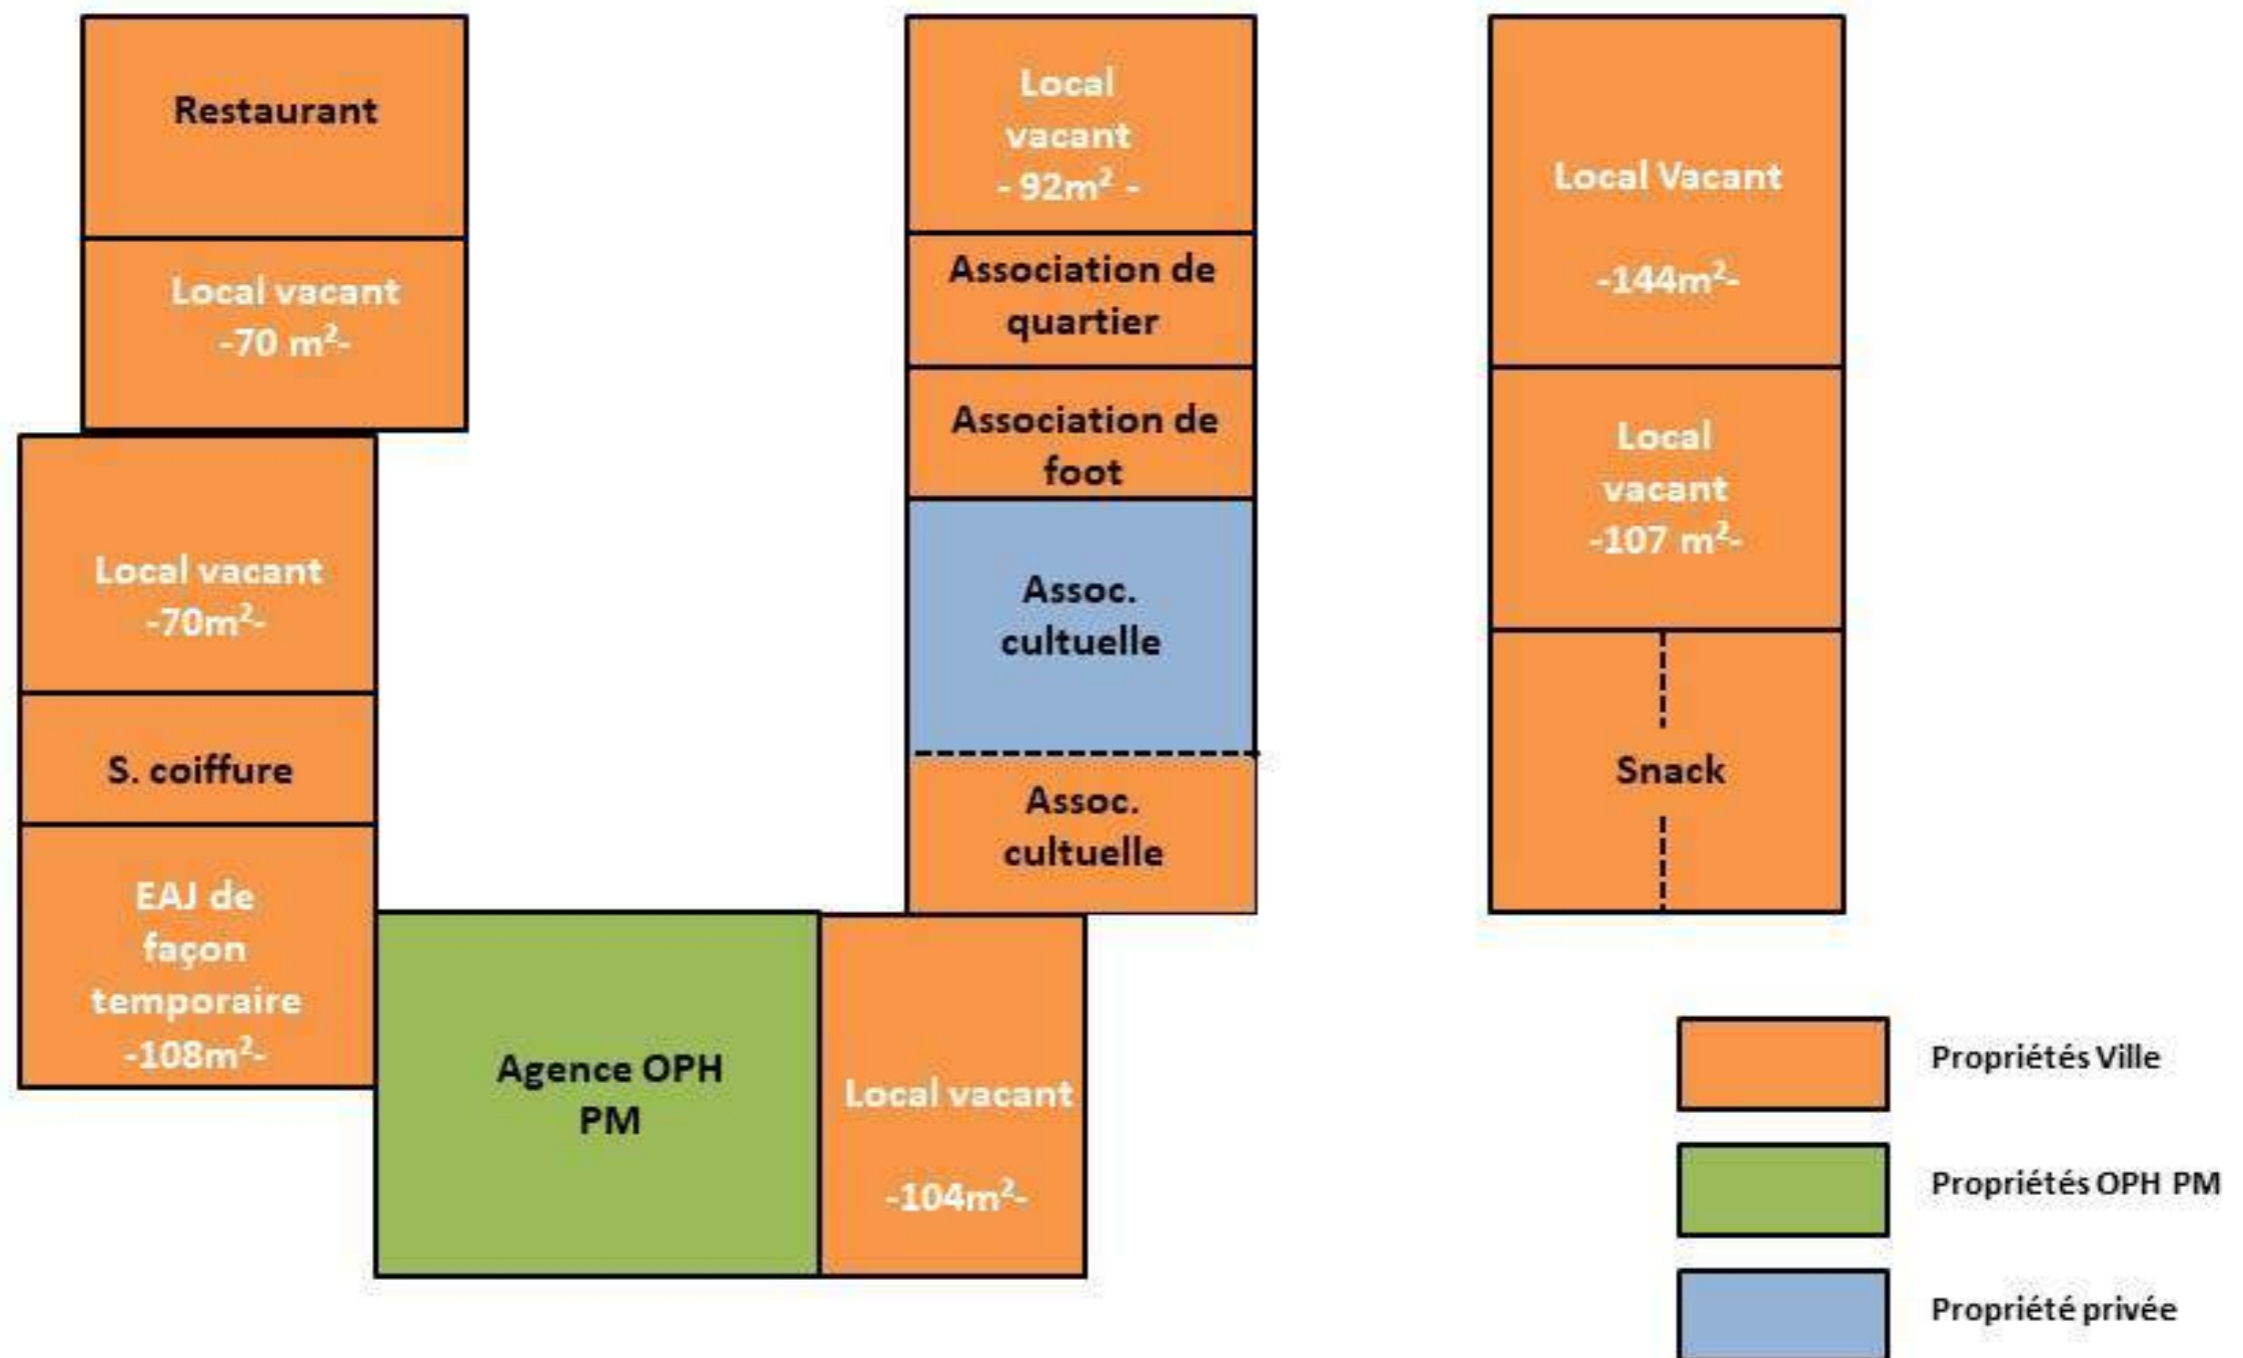 Restaurant
Local vacant
-70 m²-
Local vacant
-70m²-
S. coiffure
EAJ de
façon
temporaire
-108m²-
Agence OPH
PM
Local vacant
-104m²-
Local
vacant
- 92m² -
Association de
quartier
Association de
foot
Assoc.
cultuelle
Assoc.
cultuelle
Local Vacant
-144m²-
Local
vacant
-107 m²-
Snack
Propriétés Ville
Propriétés OPH PM
Propriété privée